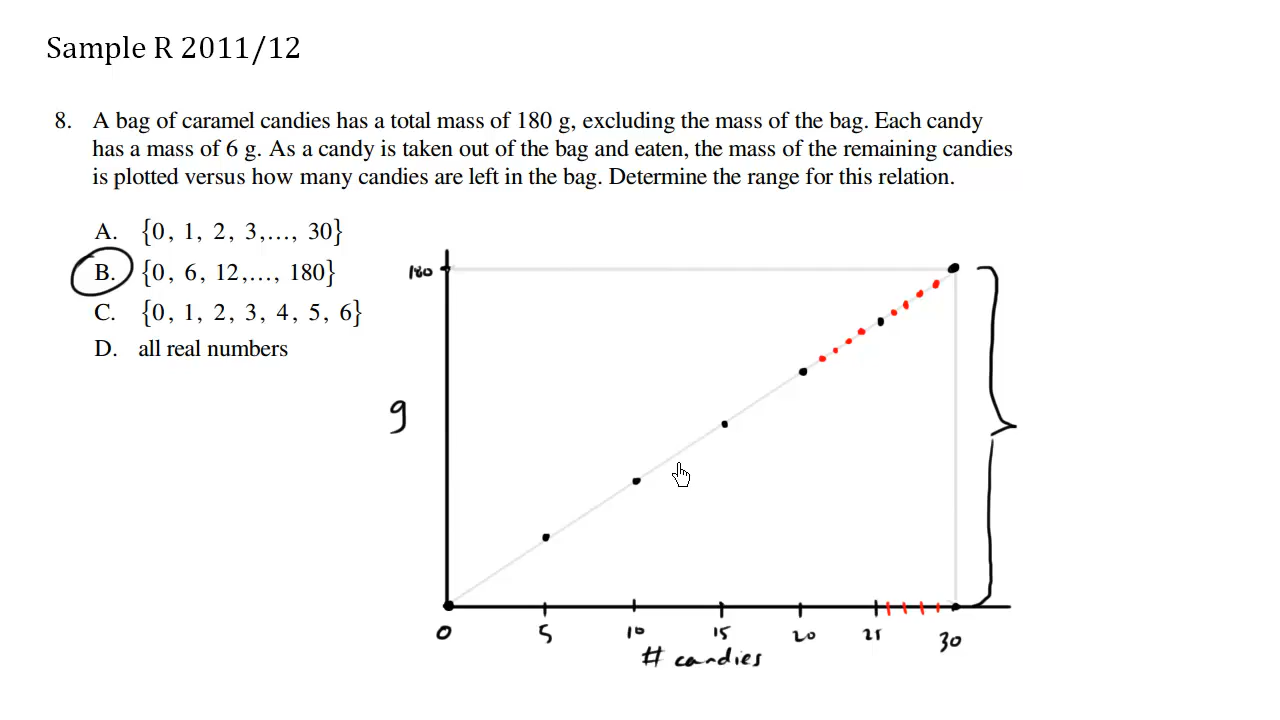 Sample R 2011/12
8. A bag of caramel candies has a total mass of 180 g, excluding the mass of the bag. Each candy
has a mass of 6 g. As a candy is taken out of the bag and eaten, the mass of the remaining candies
is plotted versus how many candies are left in the bag. Determine the range for this relation.
A. {0, 1, 2, 3,..., 30}
B. {0, 6, 12,..., 180}
C. {0, 1, 2, 3, 4, 5, 6}
D. all real numbers
180
g
0 5 10 15 20 25 30
# candies